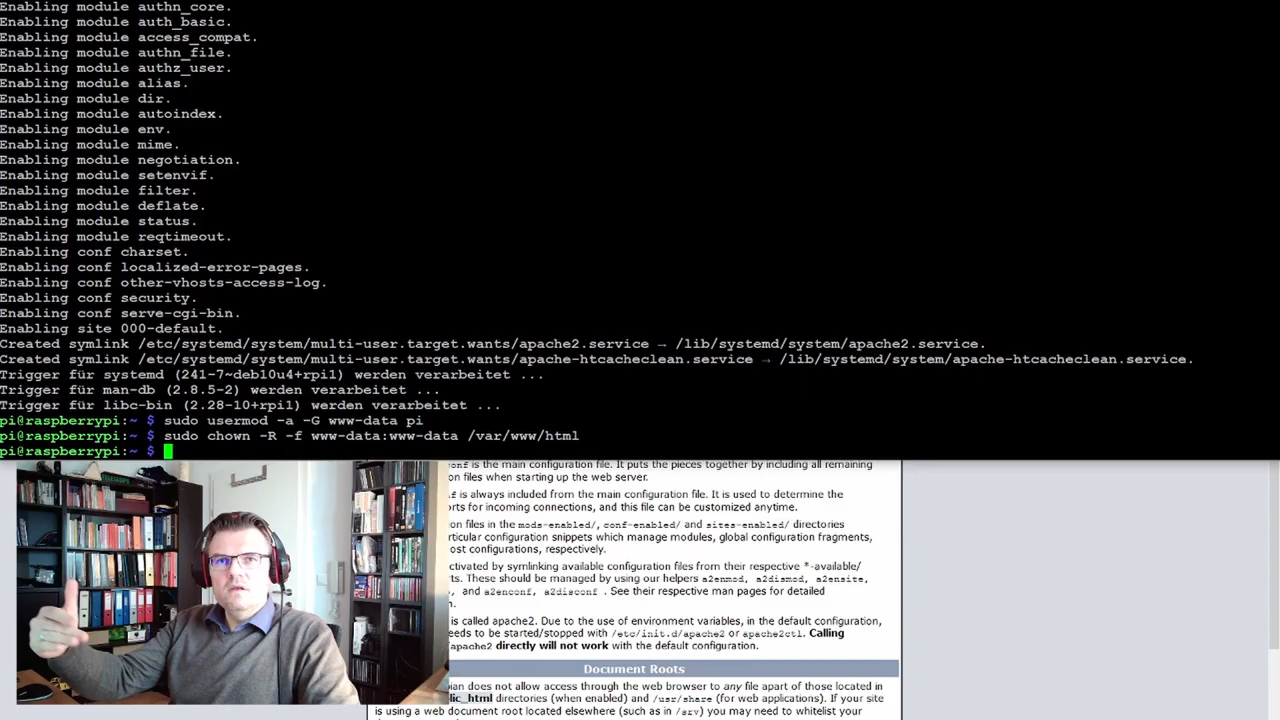 Enabling module authn_core.
Enabling module auth_basic.
Enabling module access_compat.
Enabling module authn_file.
Enabling module authz_user.
Enabling module alias.
Enabling module dir.
Enabling module autoindex.
Enabling module env.
Enabling module mime.
Enabling module negotiation.
Enabling module setenvif.
Enabling module filter.
Enabling module deflate.
Enabling module status.
Enabling module reqtimeout.
Enabling conf charset.
Enabling conf localized-error-pages.
Enabling conf other-vhosts-access-log.
Enabling conf security.
Enabling conf serve-cgi-bin.
Enabling site 000-default.
Created symlink /etc/systemd/system/multi-user.target.wants/apache2.service → /lib/systemd/system/apache2.service.
Created symlink /etc/systemd/system/multi-user.target.wants/apache-htcacheclean.service → /lib/systemd/system/apache-htcacheclean.service.
Trigger für systemd (241-7~deb10u4+rpi1) werden verarbeitet ...
Trigger für man-db (2.8.5-2) werden verarbeitet ...
Trigger für libc-bin (2.28-10+rpi1) werden verarbeitet ...
pi@raspberrypi:~ $ sudo usermod -a -G www-data pi
pi@raspberrypi:~ $ sudo chown -R -f www-data:www-data /var/www/html
pi@raspberrypi:~ $
is the main configuration file. It puts the pieces together by including all remaining
on files when starting up the web server.
is always included from the main configuration file. It is used to determine the
orts for incoming connections, and this file can be customized anytime.
on files in the mods-enabled/, conf-enabled/ and sites-enabled/ directories
articular configuration snippets which manage modules, global configuration fragments,
ost configurations, respectively.
activated by symlinking available configuration files from their respective *-available/
ts. These should be managed by using our helpers a2enmod, a2dismod, a2ensite,
, and a2enconf, a2disconf . See their respective man pages for detailed
n.
is called apache2. Due to the use of environment variables, in the default configuration,
eeds to be started/stopped with /etc/init.d/apache2 or apache2ctl. Calling
/apache2 directly will not work with the default configuration.
Document Roots
ian does not allow access through the web browser to any file apart of those located in
lic_html directories (when enabled) and /usr/share (for web applications). If your site
is using a web document root located elsewhere (such as in /srv) you may need to whitelist your